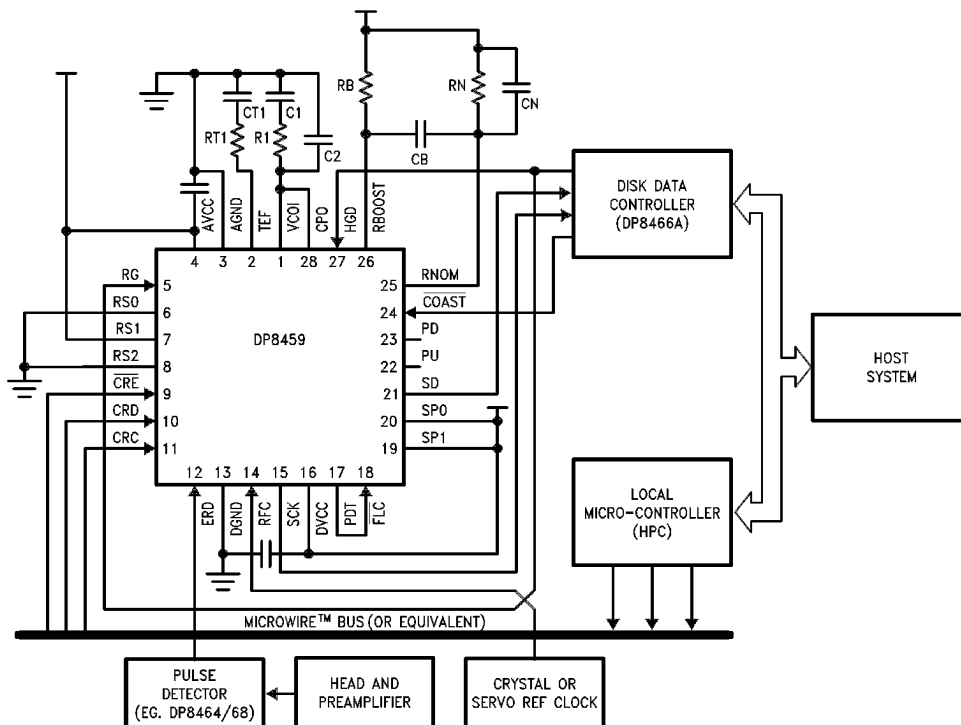 RB
RN
CN
CT1
C1
RT1
R1
C2
CB
AVCC
AGND
TEF
VCOI
CPO
HGD
RBOOST
DISK DATA
CONTROLLER
(DP8466A)
4
3
2
1
28
27
26
RG
5
25
RNOM
RS0
6
24
COAST
RS1
7
DP8459
23
PD
RS2
8
22
PU
CRE
9
21
SD
CRD
10
20
SP0
CRC
11
19
SP1
HOST
SYSTEM
12
13
14
15
16
17
18
ERD
DGND
RFC
SCK
DVCC
PDT
FLC
LOCAL
MICRO-CONTROLLER
(HPC)
MICROWIRE™ BUS (OR EQUIVALENT)
PULSE
DETECTOR
(EG. DP8464/68)
HEAD AND
PREAMPLIFIER
CRYSTAL OR
SERVO REF CLOCK